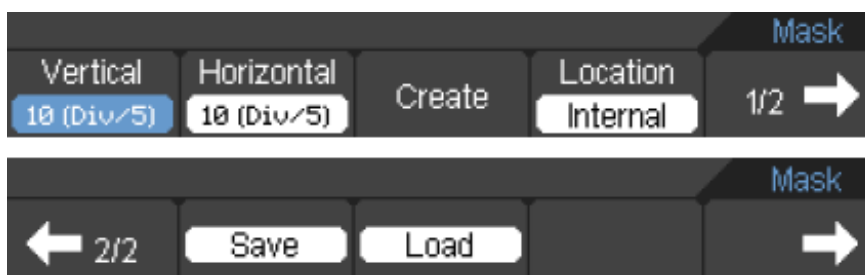 Mask
Vertical Horizontal Create Location 1/2
10 (Div/5) 10 (Div/5) Internal
Mask
2/2 Save Load